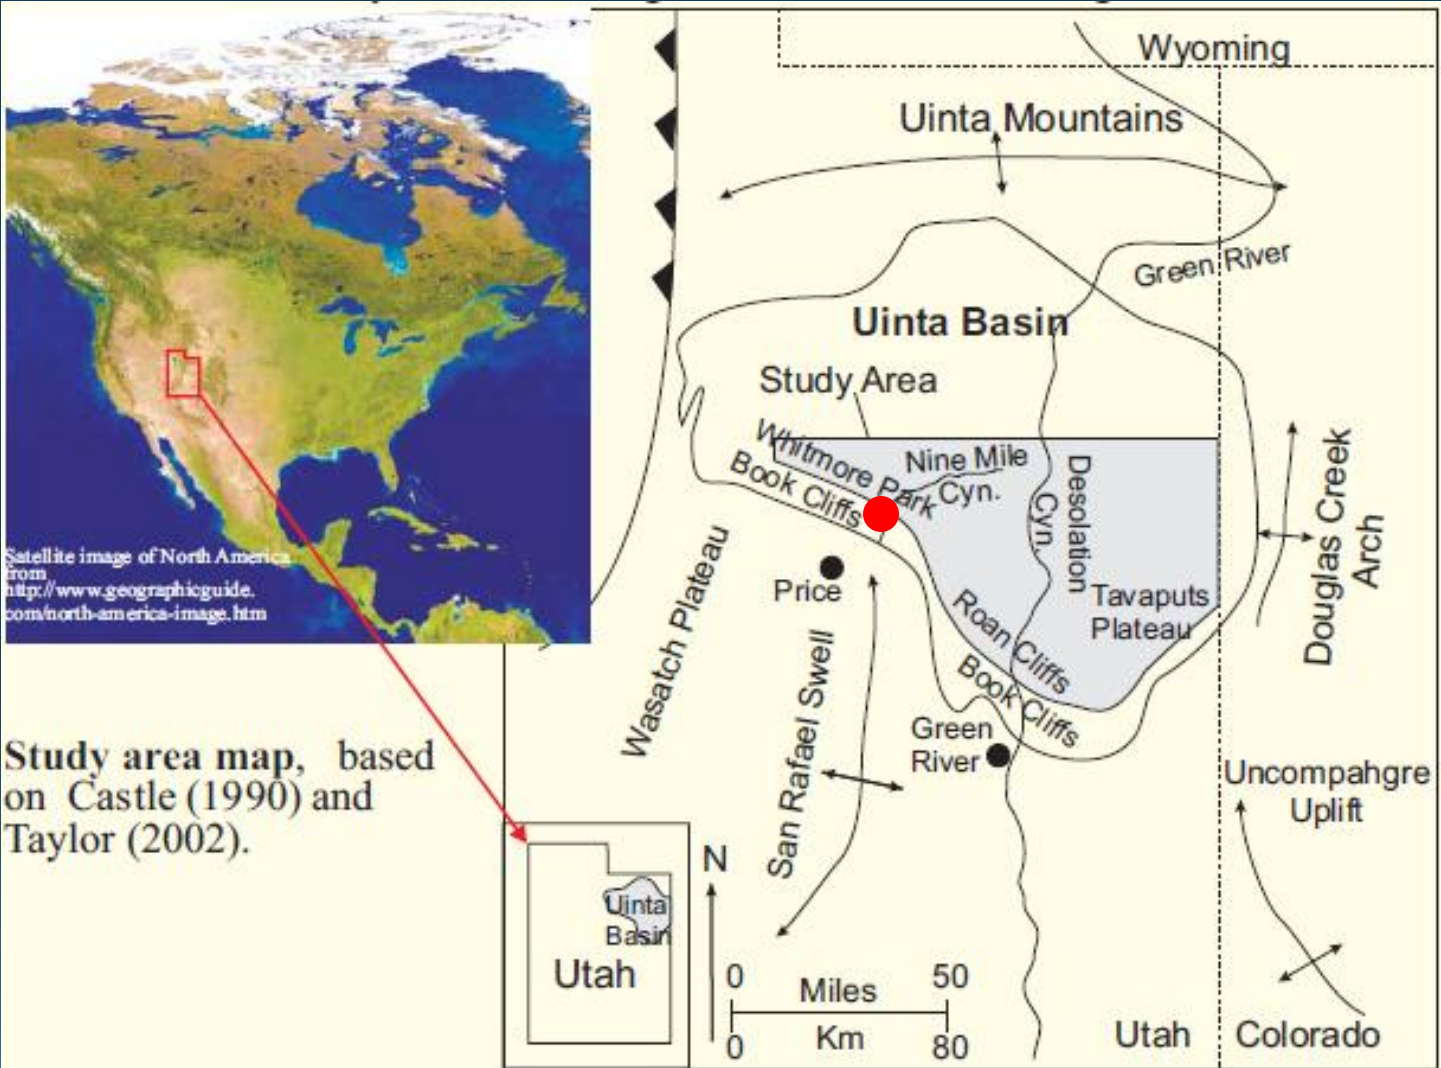 Wyoming
Uinta Mountains
Green River
Uinta Basin
Study Area
Whitmore Park
Nine Mile
Cyn.
Book Cliffs
Desolation
Cyn.
Douglas Creek
Arch
Price
Tavaputs
Plateau
Roan Cliffs
Book Cliffs
Wasatch Plateau
San Rafael Swell
Green
River
Uncompahgre
Uplift
Satellite image of North America
from
http://www.geographicguide.
com/north-america-image.htm
Study area map, based
on Castle (1990) and
Taylor (2002).
Uinta
Basin
Utah
N
0 50
Miles
Km
0 80
Utah Colorado